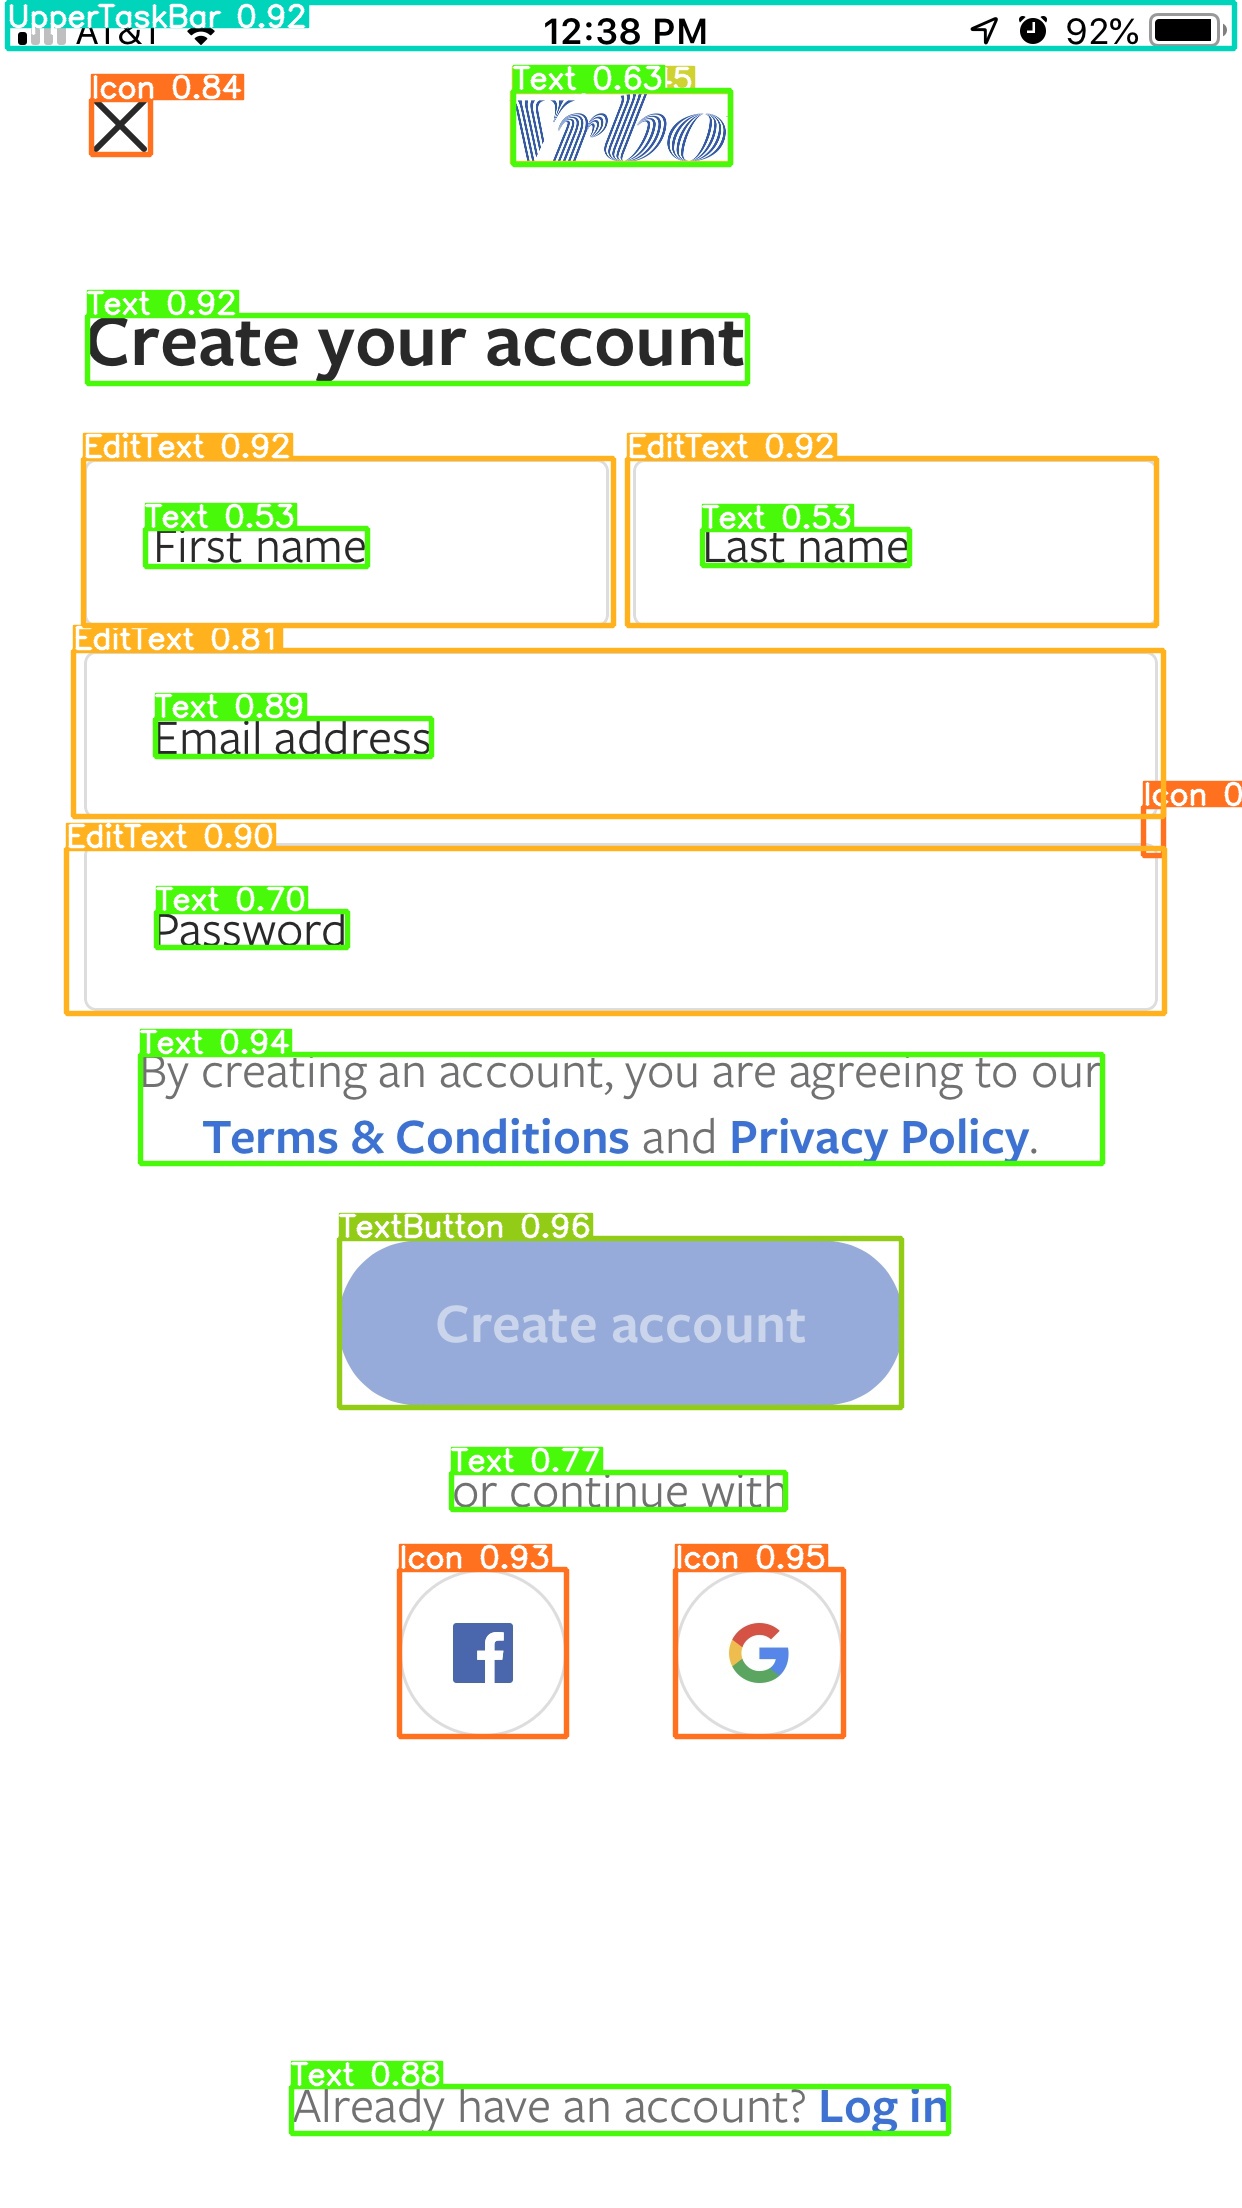 UpperTaskBar 0.92
AT&T 12:38 PM 92%
Icon 0.84
Text 0.63
Vrbo
Text 0.92
Create your account
EditText 0.92 EditText 0.92
Text 0.53 Text 0.53
First name Last name
EditText 0.81
Text 0.89
Email address
Icon
EditText 0.90
Text 0.70
Password
Text 0.94
By creating an account, you are agreeing to our
Terms & Conditions and Privacy Policy.
TextButton 0.96
Create account
Text 0.77
or continue with
Icon 0.93 Icon 0.95
Text 0.88
Already have an account? Log in